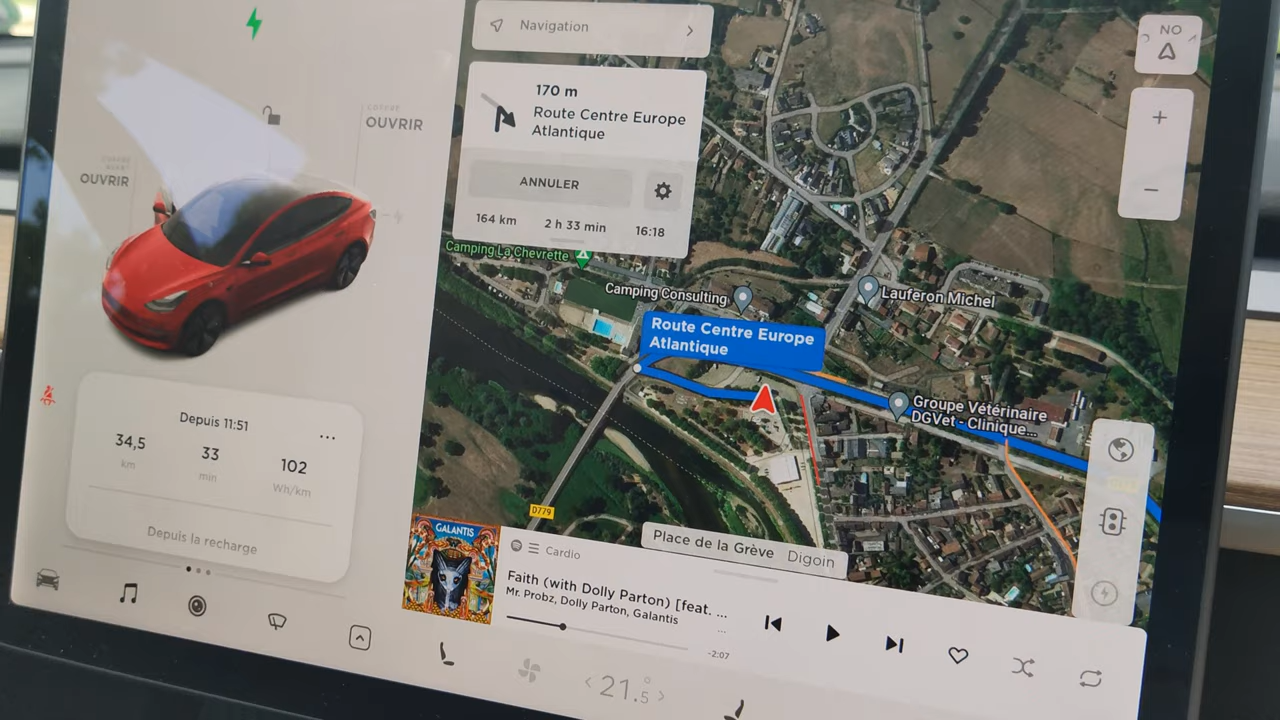 COFFRE
OUVRIR
COFFRE
AVANT
OUVRIR
Depuis 11:51
34,5
km
33
min
102
Wh/km
Depuis la recharge
Navigation
170 m
Route Centre Europe
Atlantique
ANNULER
164 km
2 h 33 min
16:18
NO
+
−
Camping La Chevrette
Camping Consulting
Lauferon Michel
Route Centre Europe
Atlantique
Groupe Vétérinaire
DGVet - Clinique...
D779
Place de la Grève Digoin
GALANTIS
Cardio
Faith (with Dolly Parton) [feat. ...
Mr. Probz, Dolly Parton, Galantis
...
-2:07
< 21.5° >